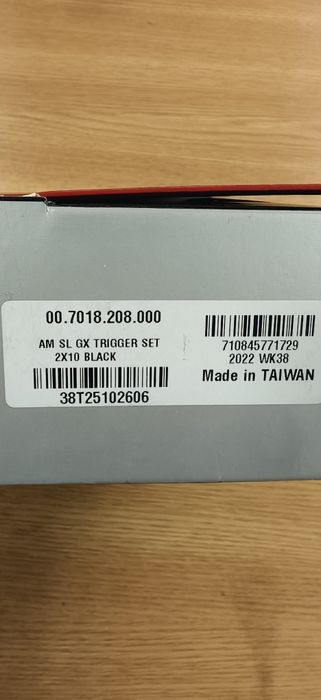 00.7018.208.000
AM SL GX TRIGGER SET
2X10 BLACK
38T25102606
710845771729
2022 WK38
Made in TAIWAN